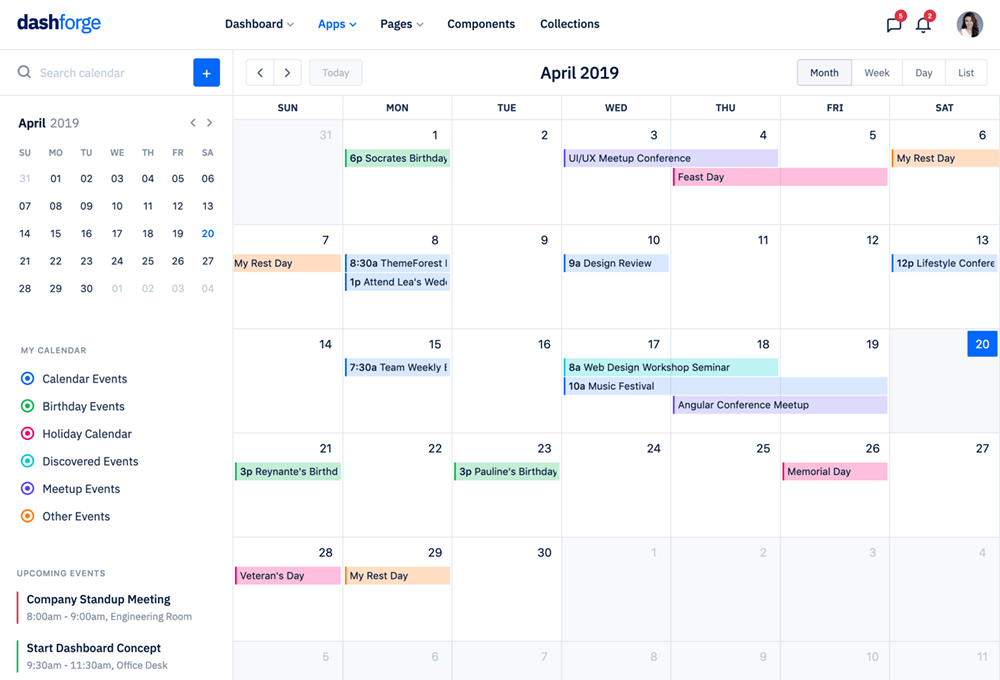 dashforge Dashboard Apps Pages Components Collections 5 2
Search calendar + Today April 2019 Month Week Day List
April 2019
SU MO TU WE TH FR SA
31 01 02 03 04 05 06
07 08 09 10 11 12 13
14 15 16 17 18 19 20
21 22 23 24 25 26 27
28 29 30 01 02 03 04
MY CALENDAR
Calendar Events
Birthday Events
Holiday Calendar
Discovered Events
Meetup Events
Other Events
UPCOMING EVENTS
Company Standup Meeting
8:00am - 9:00am, Engineering Room
Start Dashboard Concept
9:30am - 11:30am, Office Desk
SUN MON TUE WED THU FRI SAT
31 1 2 3 4 5 6
6p Socrates Birthday UI/UX Meetup Conference My Rest Day
Feast Day
7 8 9 10 11 12 13
My Rest Day 8:30a ThemeForest 9a Design Review 12p Lifestyle Confere
1p Attend Lea's Wed
14 15 16 17 18 19 20
7:30a Team Weekly 8a Web Design Workshop Seminar
10a Music Festival
Angular Conference Meetup
21 22 23 24 25 26 27
3p Reynante's Birthd 3p Pauline's Birthday Memorial Day
28 29 30 1 2 3 4
Veteran's Day My Rest Day
5 6 7 8 9 10 11